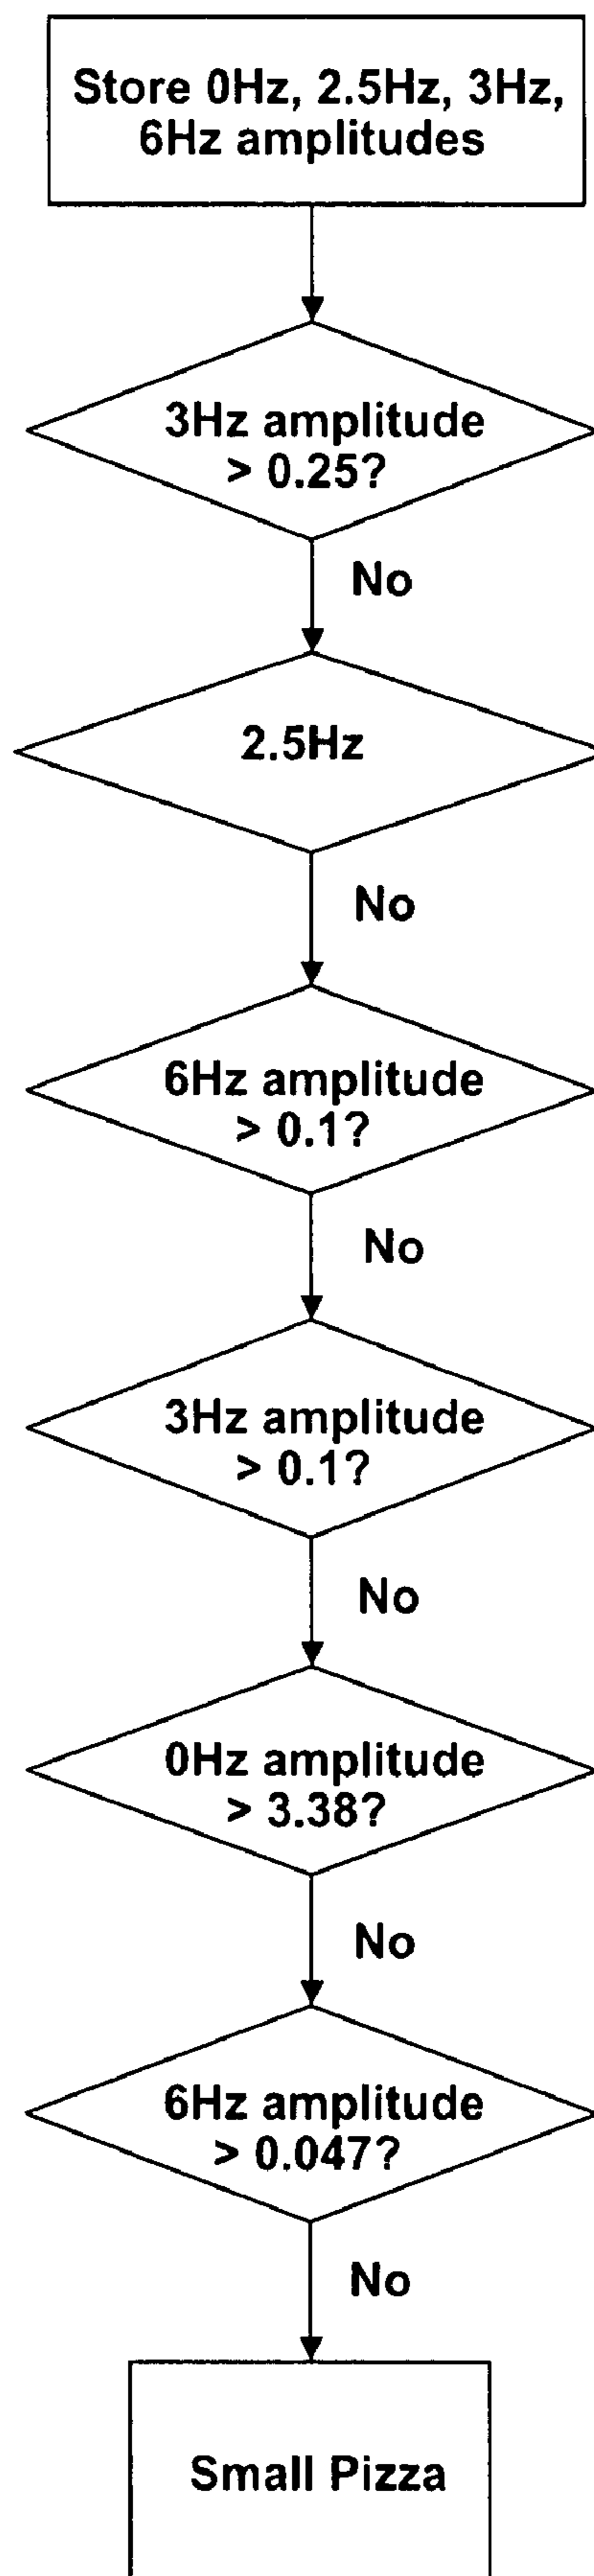 Store 0Hz, 2.5Hz, 3Hz,
6Hz amplitudes
3Hz amplitude
> 0.25?
No
2.5Hz
No
6Hz amplitude
> 0.1?
No
3Hz amplitude
> 0.1?
No
0Hz amplitude
> 3.38?
No
6Hz amplitude
> 0.047?
No
Small Pizza